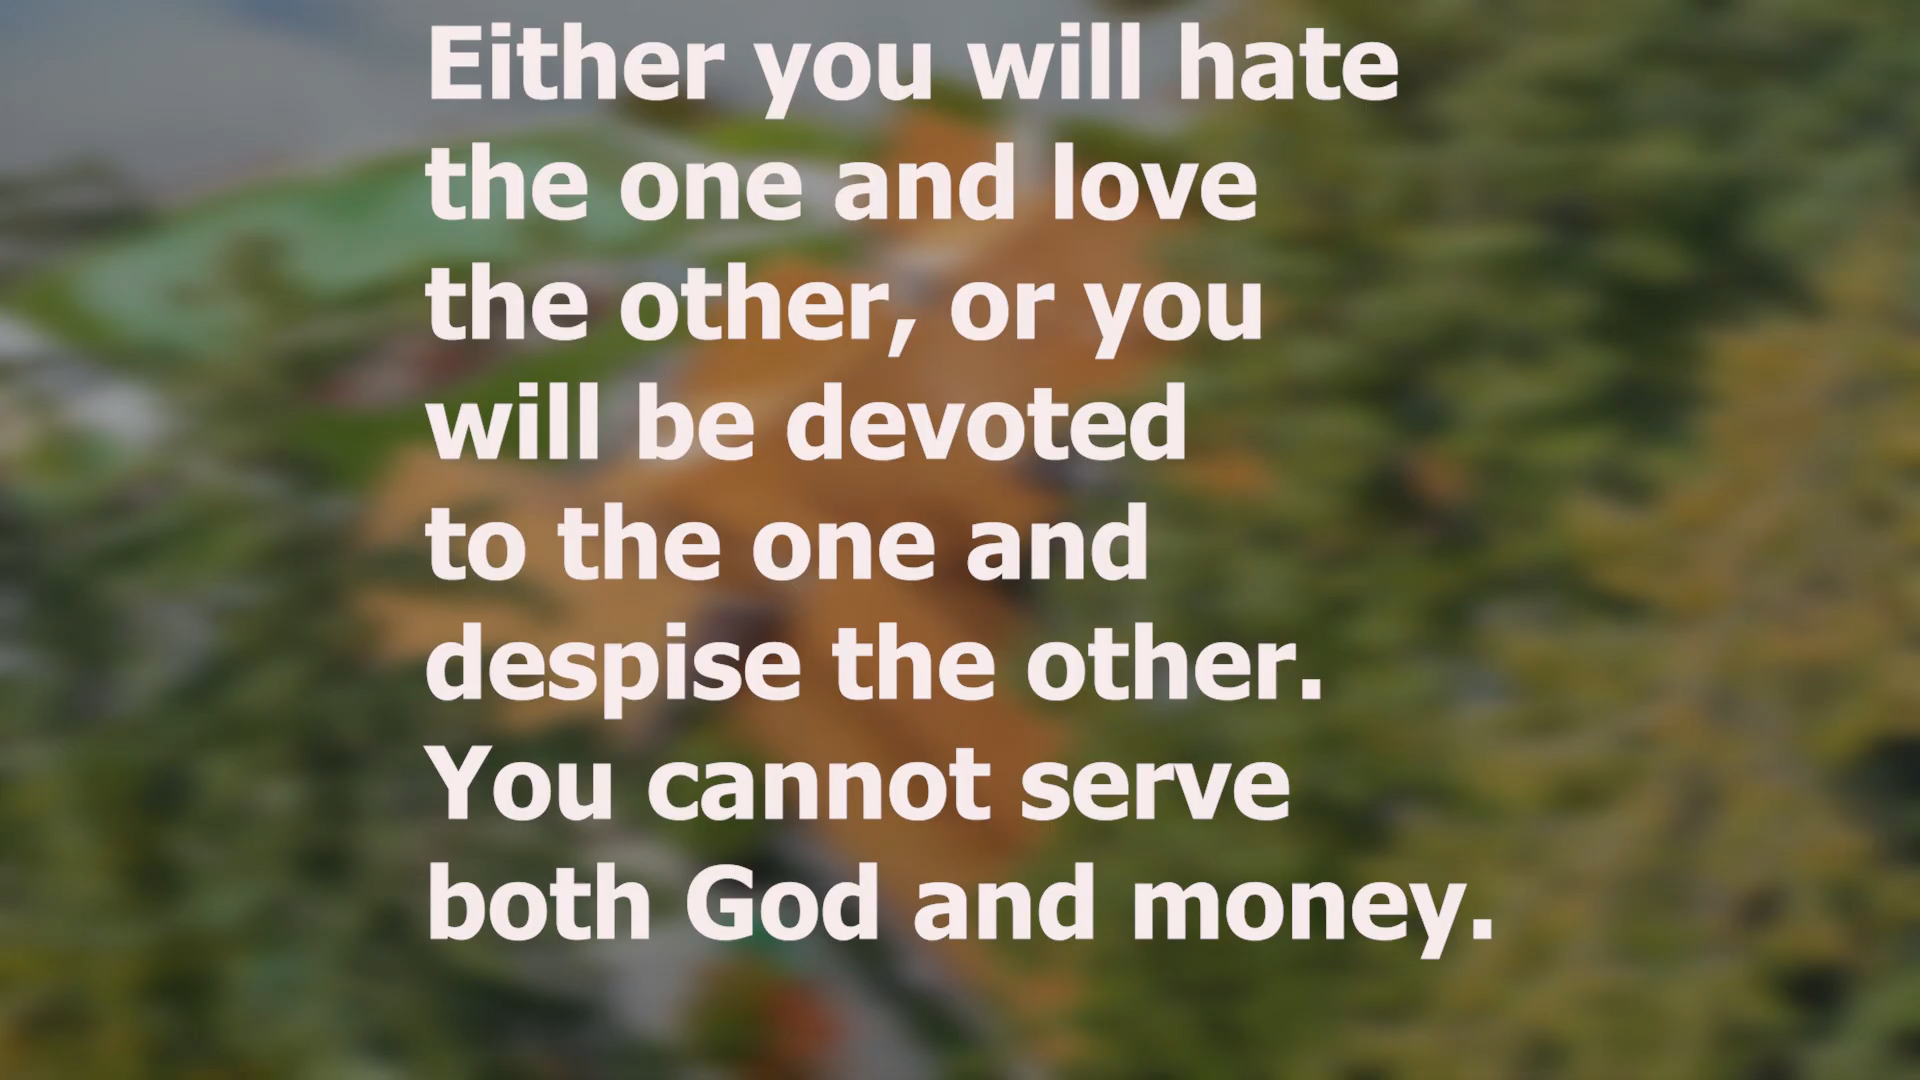 Either you will hate
the one and love
the other, or you
will be devoted
to the one and
despise the other.
You cannot serve
both God and money.